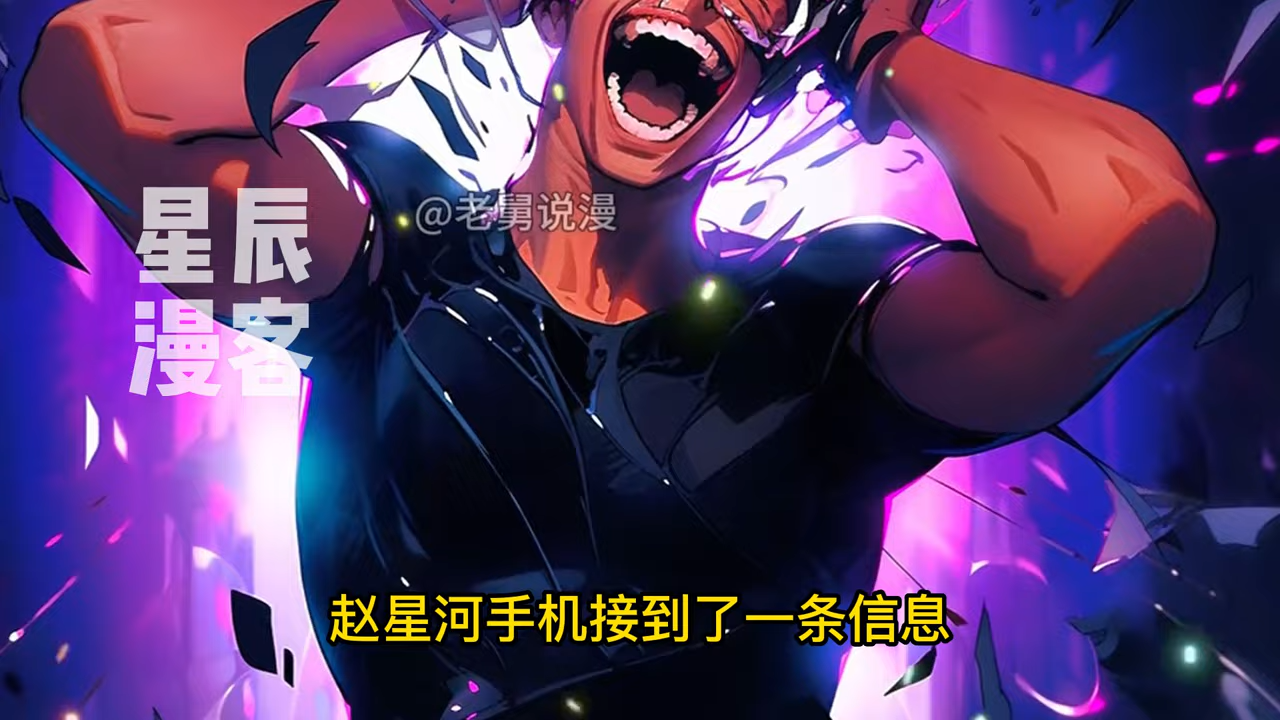 星辰
漫客
@老舅说漫
赵星河手机接到了一条信息